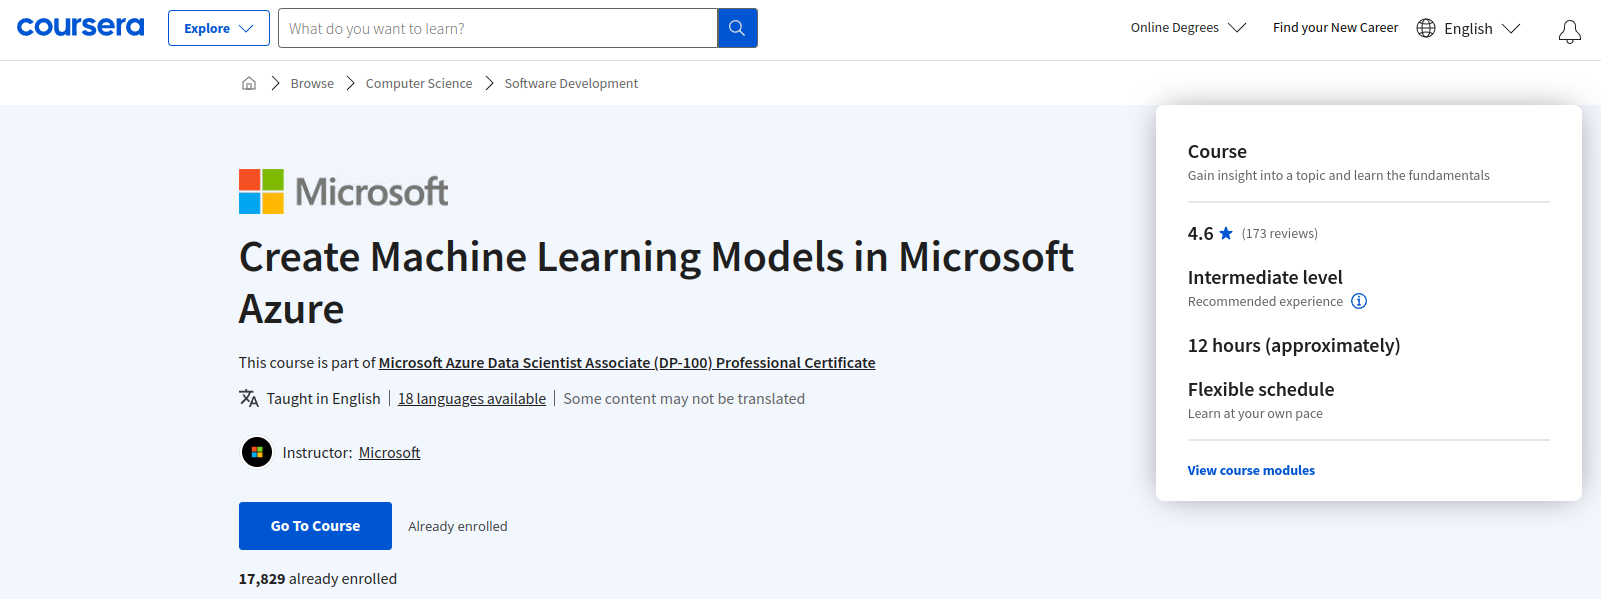 coursera
Explore
What do you want to learn?
Online Degrees
Find your New Career
English
Browse
Computer Science
Software Development
Microsoft
Create Machine Learning Models in Microsoft
Azure
This course is part of Microsoft Azure Data Scientist Associate (DP-100) Professional Certificate
Taught in English | 18 languages available | Some content may not be translated
Instructor: Microsoft
Go To Course
Already enrolled
17,829 already enrolled
Course
Gain insight into a topic and learn the fundamentals
4.6 ★ (173 reviews)
Intermediate level
Recommended experience
12 hours (approximately)
Flexible schedule
Learn at your own pace
View course modules